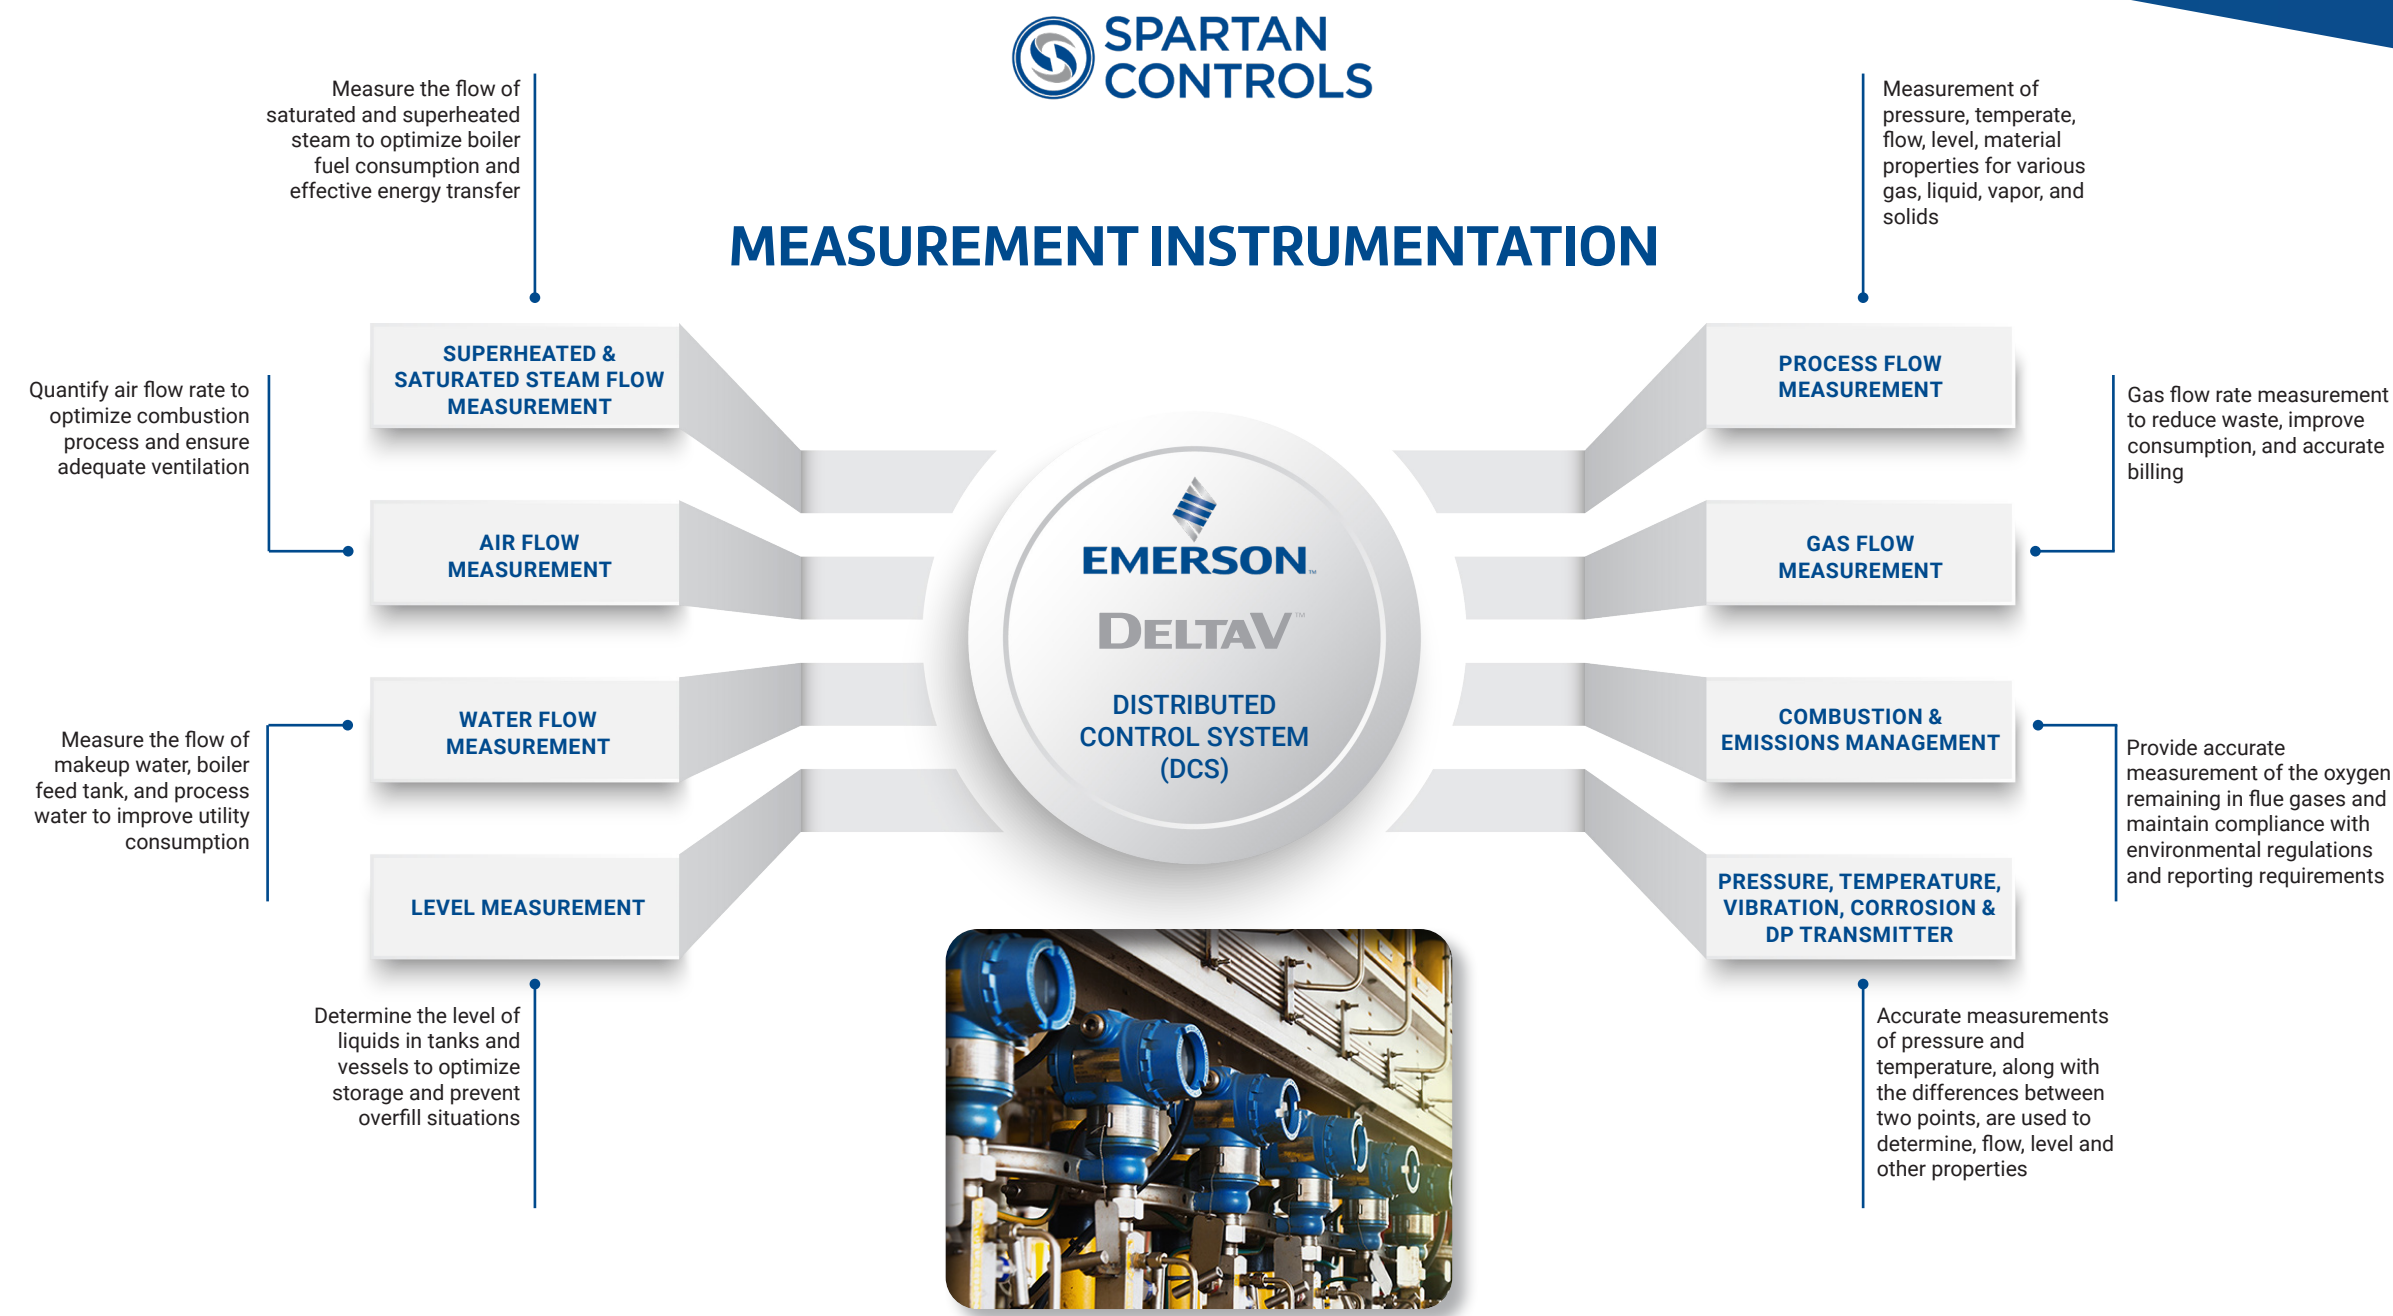 SPARTAN
CONTROLS
Measure the flow of
saturated and superheated
steam to optimize boiler
fuel consumption and
effective energy transfer
Measurement of
pressure, temperate,
flow, level, material
properties for various
gas, liquid, vapor, and
solids
MEASUREMENT INSTRUMENTATION
SUPERHEATED &
SATURATED STEAM FLOW
MEASUREMENT
PROCESS FLOW
MEASUREMENT
Quantify air flow rate to
optimize combustion
process and ensure
adequate ventilation
Gas flow rate measurement
to reduce waste, improve
consumption, and accurate
billing
AIR FLOW
MEASUREMENT
EMERSON™
DELTAV™
DISTRIBUTED
CONTROL SYSTEM
(DCS)
GAS FLOW
MEASUREMENT
WATER FLOW
MEASUREMENT
COMBUSTION &
EMISSIONS MANAGEMENT
Measure the flow of
makeup water, boiler
feed tank, and process
water to improve utility
consumption
Provide accurate
measurement of the oxygen
remaining in flue gases and
maintain compliance with
environmental regulations
and reporting requirements
LEVEL MEASUREMENT
PRESSURE, TEMPERATURE,
VIBRATION, CORROSION &
DP TRANSMITTER
Determine the level of
liquids in tanks and
vessels to optimize
storage and prevent
overfill situations
Accurate measurements
of pressure and
temperature, along with
the differences between
two points, are used to
determine, flow, level and
other properties